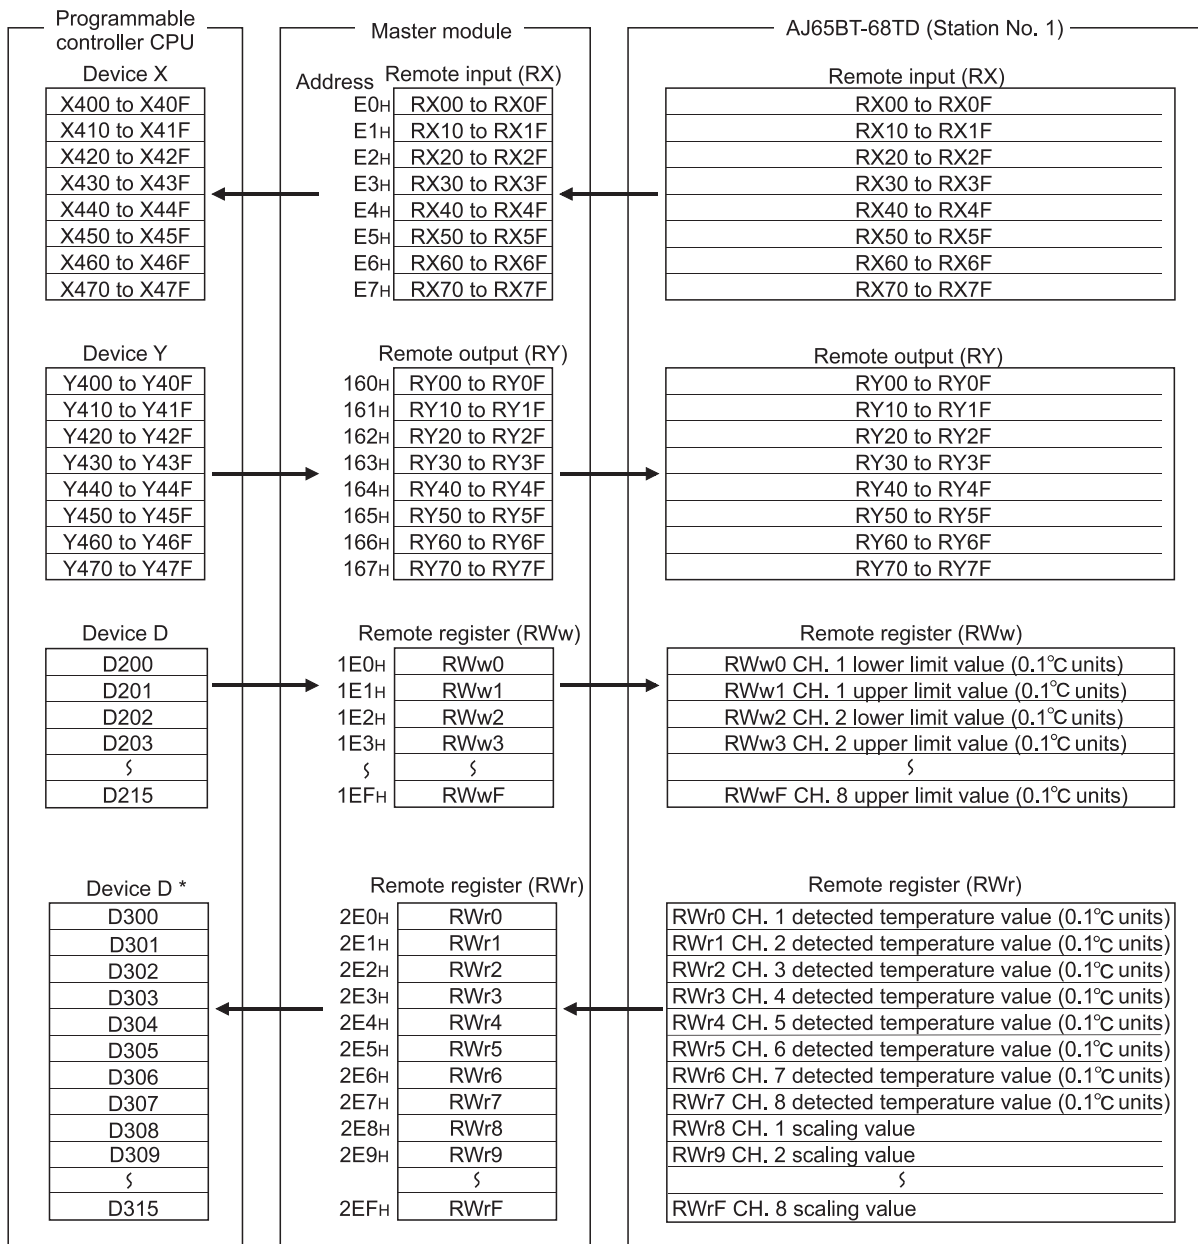 Programmable
controller CPU
Master module
AJ65BT-68TD (Station No. 1)
Device X
Address
Remote input (RX)
Remote input (RX)
X400 to X40F
E0H
RX00 to RX0F
RX00 to RX0F
X410 to X41F
E1H
RX10 to RX1F
RX10 to RX1F
X420 to X42F
E2H
RX20 to RX2F
RX20 to RX2F
X430 to X43F
E3H
RX30 to RX3F
RX30 to RX3F
X440 to X44F
E4H
RX40 to RX4F
RX40 to RX4F
X450 to X45F
E5H
RX50 to RX5F
RX50 to RX5F
X460 to X46F
E6H
RX60 to RX6F
RX60 to RX6F
X470 to X47F
E7H
RX70 to RX7F
RX70 to RX7F
Device Y
Remote output (RY)
Remote output (RY)
Y400 to Y40F
160H
RY00 to RY0F
RY00 to RY0F
Y410 to Y41F
161H
RY10 to RY1F
RY10 to RY1F
Y420 to Y42F
162H
RY20 to RY2F
RY20 to RY2F
Y430 to Y43F
163H
RY30 to RY3F
RY30 to RY3F
Y440 to Y44F
164H
RY40 to RY4F
RY40 to RY4F
Y450 to Y45F
165H
RY50 to RY5F
RY50 to RY5F
Y460 to Y46F
166H
RY60 to RY6F
RY60 to RY6F
Y470 to Y47F
167H
RY70 to RY7F
RY70 to RY7F
Device D
Remote register (RWw)
Remote register (RWw)
D200
1E0H
RWw0
RWw0 CH. 1 lower limit value (0.1℃ units)
D201
1E1H
RWw1
RWw1 CH. 1 upper limit value (0.1℃ units)
D202
1E2H
RWw2
RWw2 CH. 2 lower limit value (0.1℃ units)
D203
1E3H
RWw3
RWw3 CH. 2 upper limit value (0.1℃ units)
D215
1EFH
RWwF
RWwF CH. 8 upper limit value (0.1℃ units)
Device D *
Remote register (RWr)
Remote register (RWr)
D300
2E0H
RWr0
RWr0 CH. 1 detected temperature value (0.1℃ units)
D301
2E1H
RWr1
RWr1 CH. 2 detected temperature value (0.1℃ units)
D302
2E2H
RWr2
RWr2 CH. 3 detected temperature value (0.1℃ units)
D303
2E3H
RWr3
RWr3 CH. 4 detected temperature value (0.1℃ units)
D304
2E4H
RWr4
RWr4 CH. 5 detected temperature value (0.1℃ units)
D305
2E5H
RWr5
RWr5 CH. 6 detected temperature value (0.1℃ units)
D306
2E6H
RWr6
RWr6 CH. 7 detected temperature value (0.1℃ units)
D307
2E7H
RWr7
RWr7 CH. 8 detected temperature value (0.1℃ units)
D308
2E8H
RWr8
RWr8 CH. 1 scaling value
D309
2E9H
RWr9
RWr9 CH. 2 scaling value
D315
2EFH
RWrF
RWrF CH. 8 scaling value